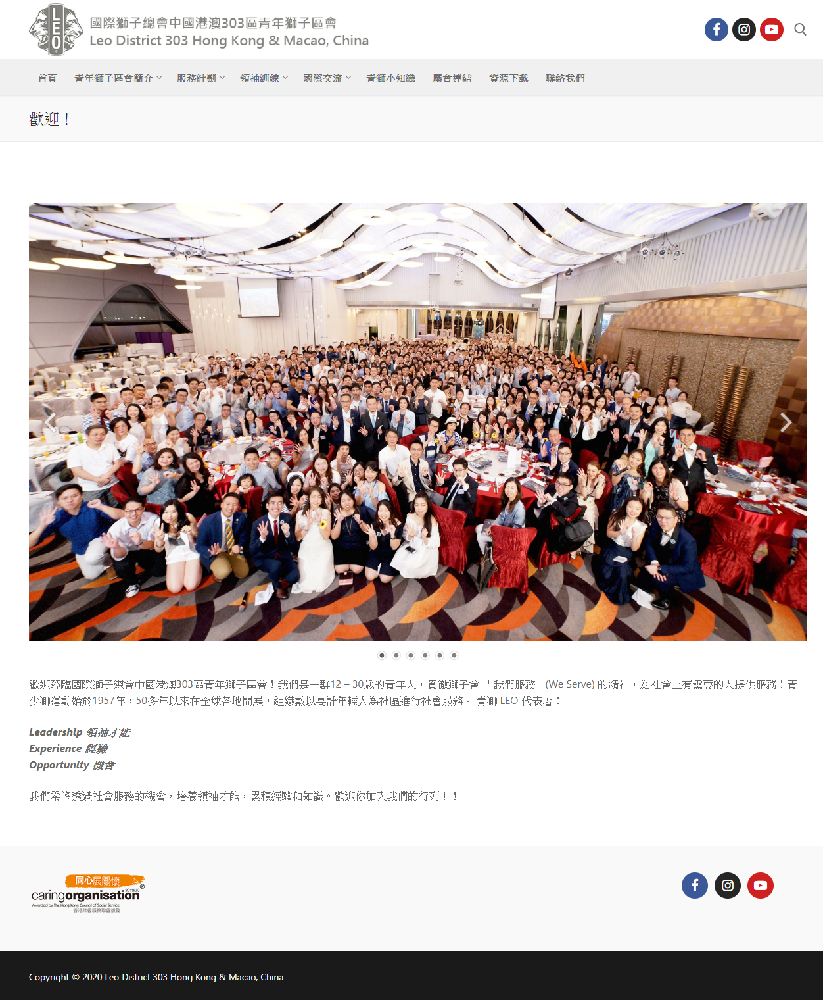 LEO
國際獅子總會中國港澳303區青年獅子區會
Leo District 303 Hong Kong & Macao, China
首頁 青年獅子區會簡介 服務計劃 領袖訓練 國際交流 青獅小知識 屬會連結 資源下載 聯絡我們
歡迎！
歡迎蒞臨國際獅子總會中國港澳303區青年獅子區會！我們是一群12 – 30歲的青年人，貫徹獅子會 「我們服務」(We Serve) 的精神，為社會上有需要的人提供服務！青
少獅運動始於1957年，50多年以來在全球各地開展，組織數以萬計年輕人為社區進行社會服務。 青獅 LEO 代表著：
Leadership 領袖才能
Experience 經驗
Opportunity 機會
我們希望透過社會服務的機會，培養領袖才能，累積經驗和知識。歡迎你加入我們的行列！！
同心展關懷
2019/20
caringorganisation®
Awarded by The Hong Kong Council of Social Service
香港社會服務聯會頒發
Copyright © 2020 Leo District 303 Hong Kong & Macao, China